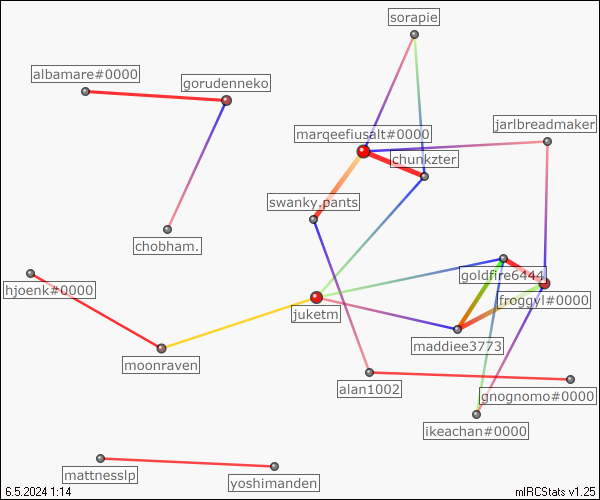 sorapie
albamare#0000
gorudenneko
marqeefiusalt#0000
jarlbreadmaker
chunkzter
swanky.pants
chobham.
goldfire6444
hjoenk#0000
froggyl#0000
juketm
maddiee3773
moonraven
alan1002
gnognomo#0000
ikeachan#0000
mattnesslp
yoshimanden
6.5.2024 1:14
mIRCStats v1.25